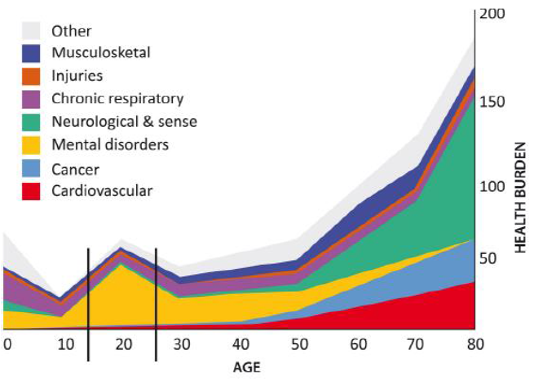 200
Other
Musculosketal
Injuries
Chronic respiratory
Neurological & sense
Mental disorders
Cancer
Cardiovascular
150
100
50
HEALTH BURDEN
0 10 20 30 40 50 60 70 80
AGE